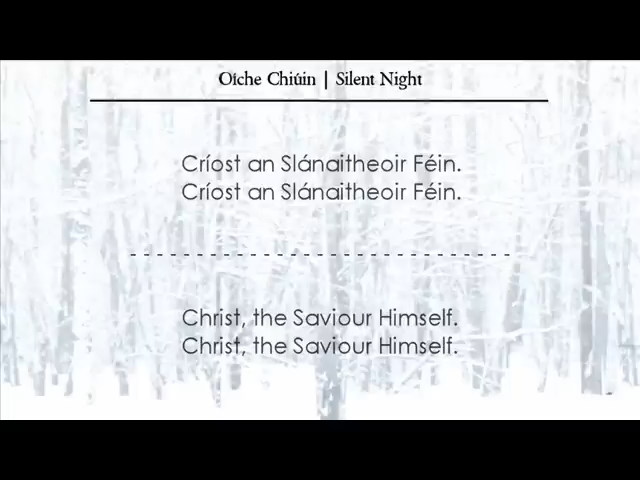 Oíche Chiúin | Silent Night
Críost an Slánaitheoir Féin.
Críost an Slánaitheoir Féin.
- - - - - - - - - - - - - - - - - - - - - - - - - - - - -
Christ, the Saviour Himself.
Christ, the Saviour Himself.